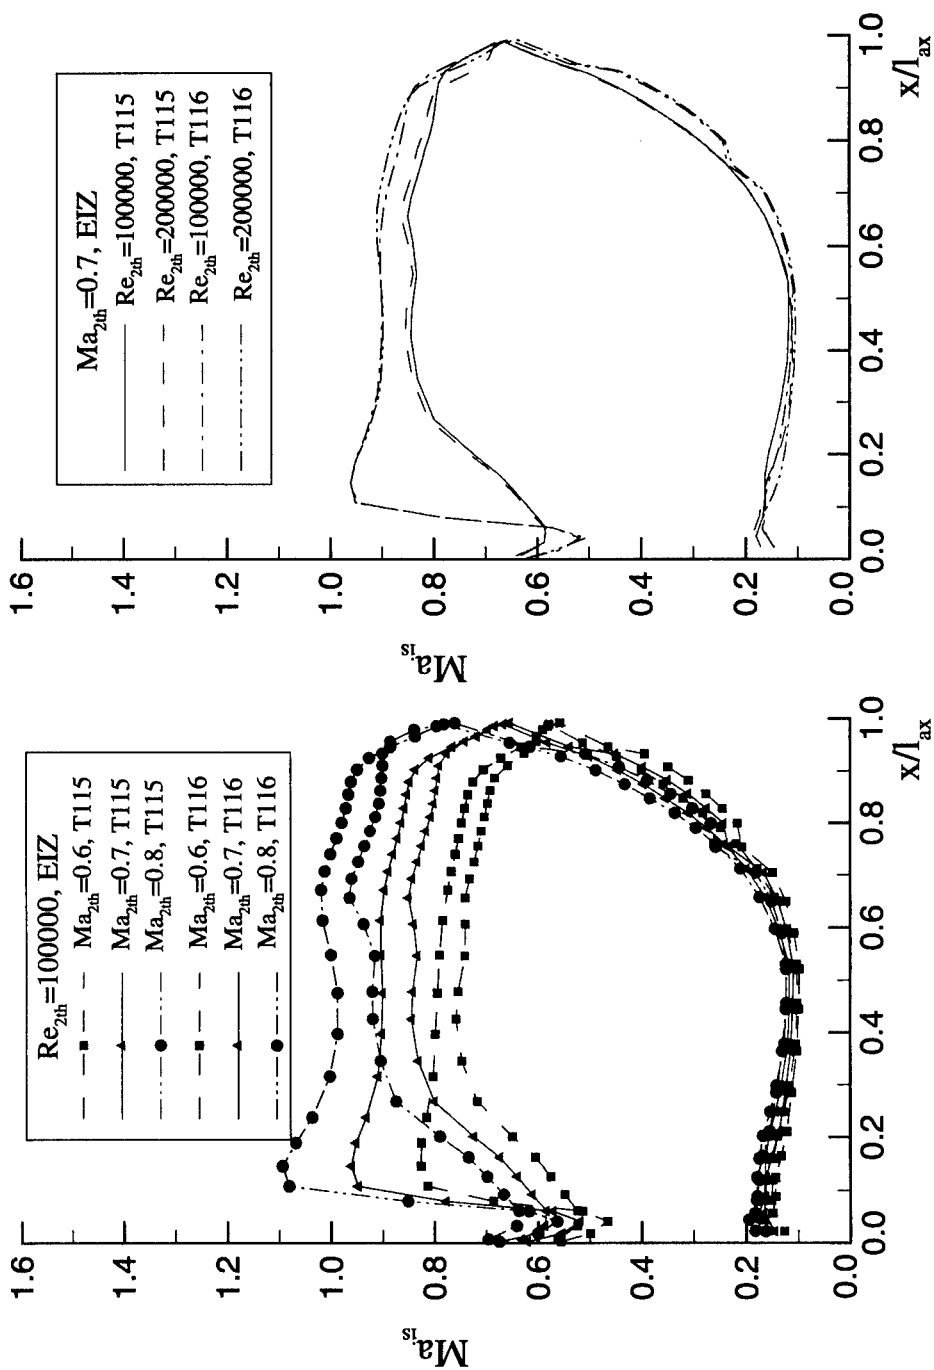 Re2th=100000, EIZ
Ma2th=0.6, T115
Ma2th=0.7, T115
Ma2th=0.8, T115
Ma2th=0.6, T116
Ma2th=0.7, T116
Ma2th=0.8, T116
Mais
1.6
1.4
1.2
1.0
0.8
0.6
0.4
0.2
0.0
0.0
0.2
0.4
0.6
0.8
1.0
x/lax
Ma2th=0.7, EIZ
Re2th=100000, T115
Re2th=200000, T115
Re2th=100000, T116
Re2th=200000, T116
Mais
1.6
1.4
1.2
1.0
0.8
0.6
0.4
0.2
0.0
0.0
0.2
0.4
0.6
0.8
1.0
x/lax